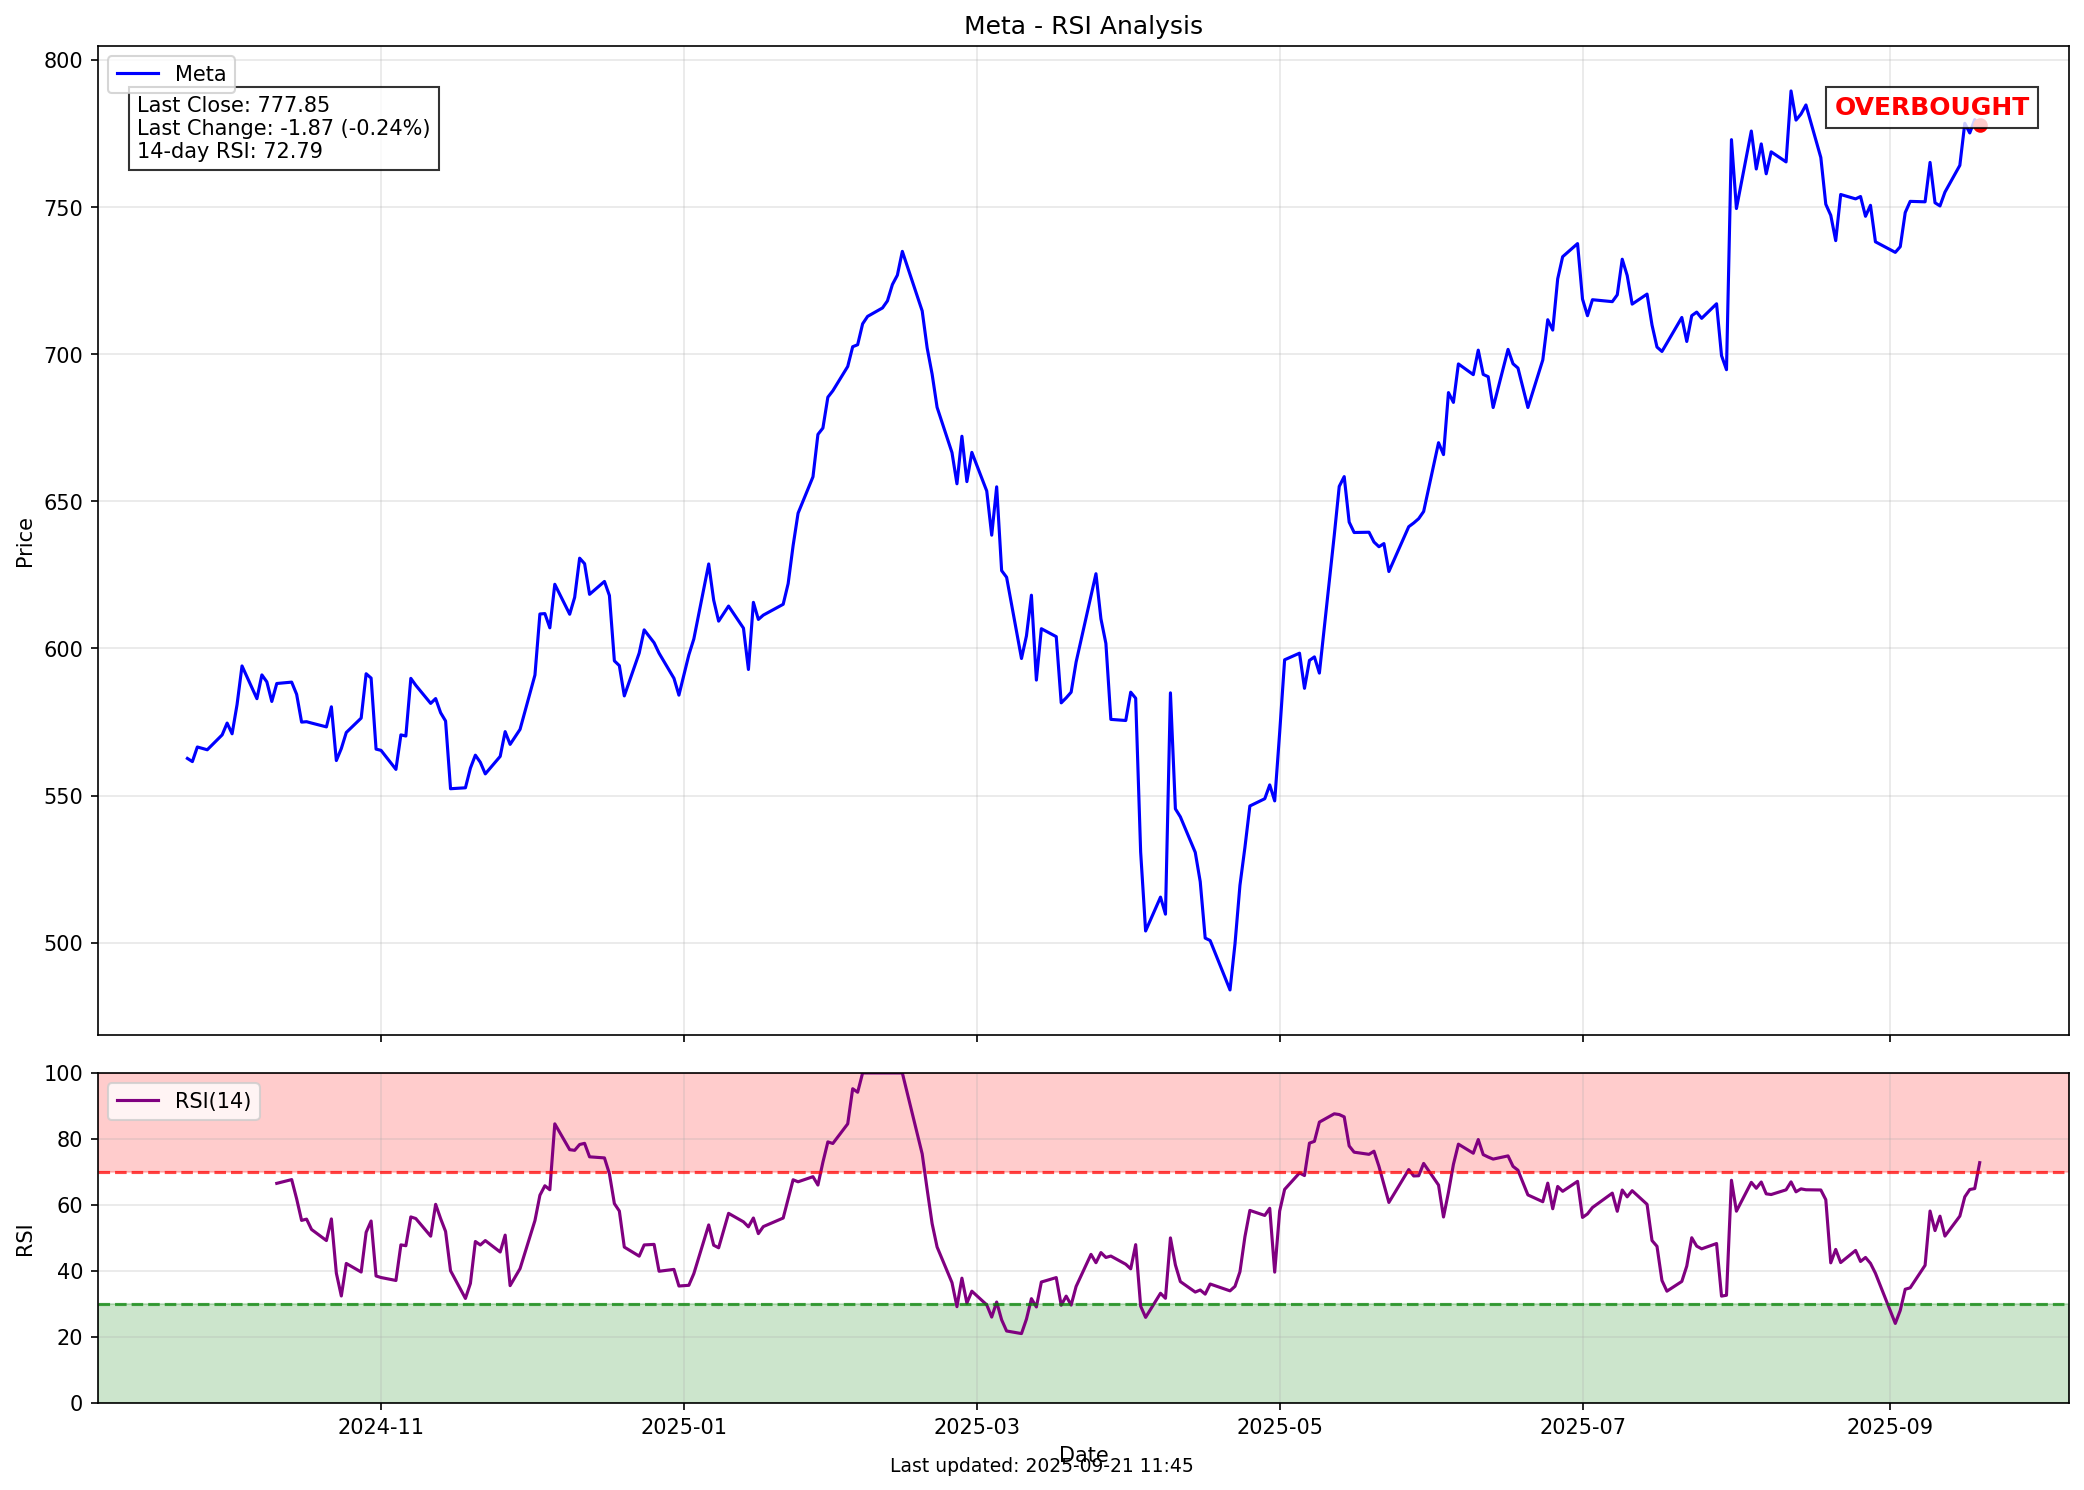 Meta - RSI Analysis
Meta
Last Close: 777.85
Last Change: -1.87 (-0.24%)
14-day RSI: 72.79
OVERBOUGHT
800
750
700
650
600
550
500
Price
RSI(14)
100
80
60
40
20
0
RSI
2024-11
2025-01
2025-03
2025-05
2025-07
2025-09
Date
Last updated: 2025-09-21 11:45